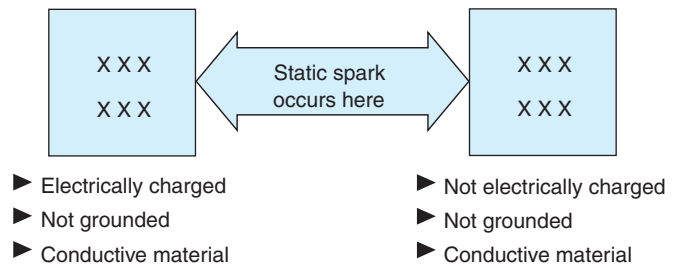 X X X
X X X
Static spark
occurs here
X X X
X X X
► Electrically charged
► Not grounded
► Conductive material
► Not electrically charged
► Not grounded
► Conductive material